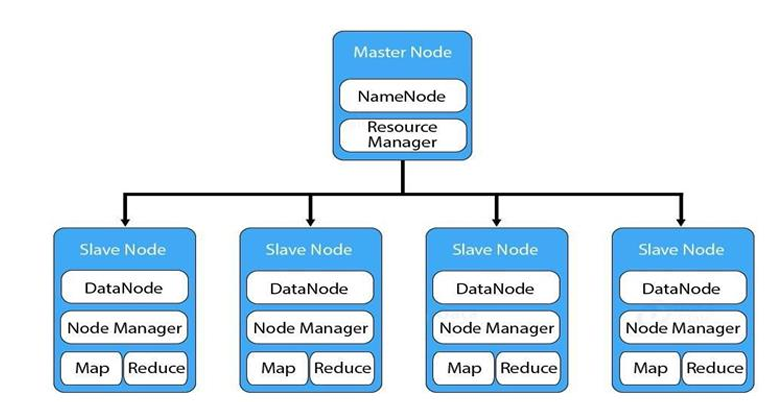 Master Node
NameNode
Resource
Manager
Slave Node
DataNode
Node Manager
Map
Reduce
Slave Node
DataNode
Node Manager
Map
Reduce
Slave Node
DataNode
Node Manager
Map
Reduce
Slave Node
DataNode
Node Manager
Map
Reduce